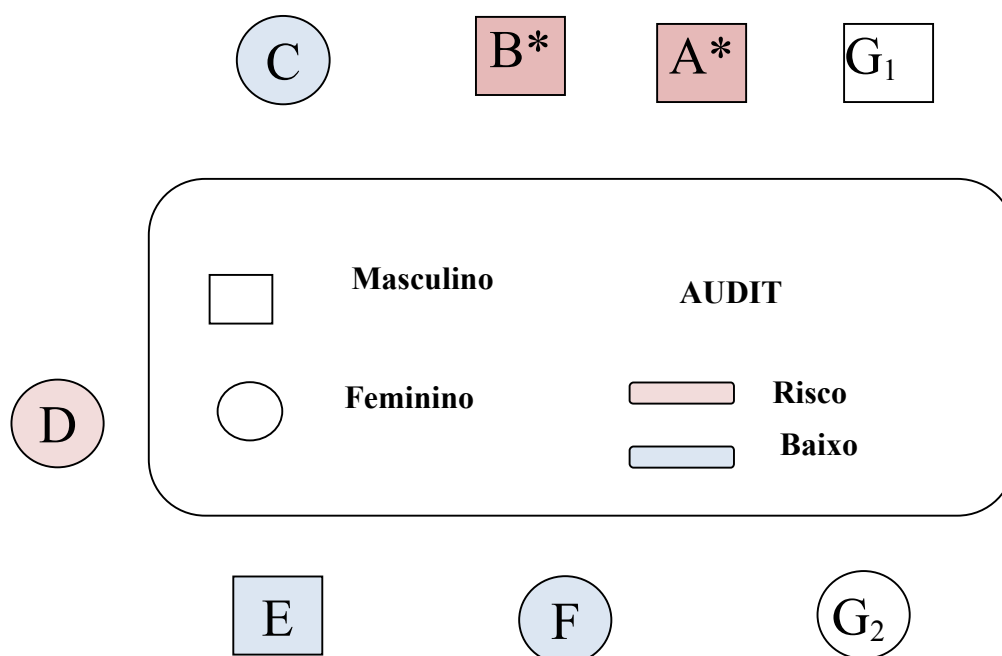 C B* A* G₁
Masculino AUDIT
Feminino Risco
D Baixo
E F G₂